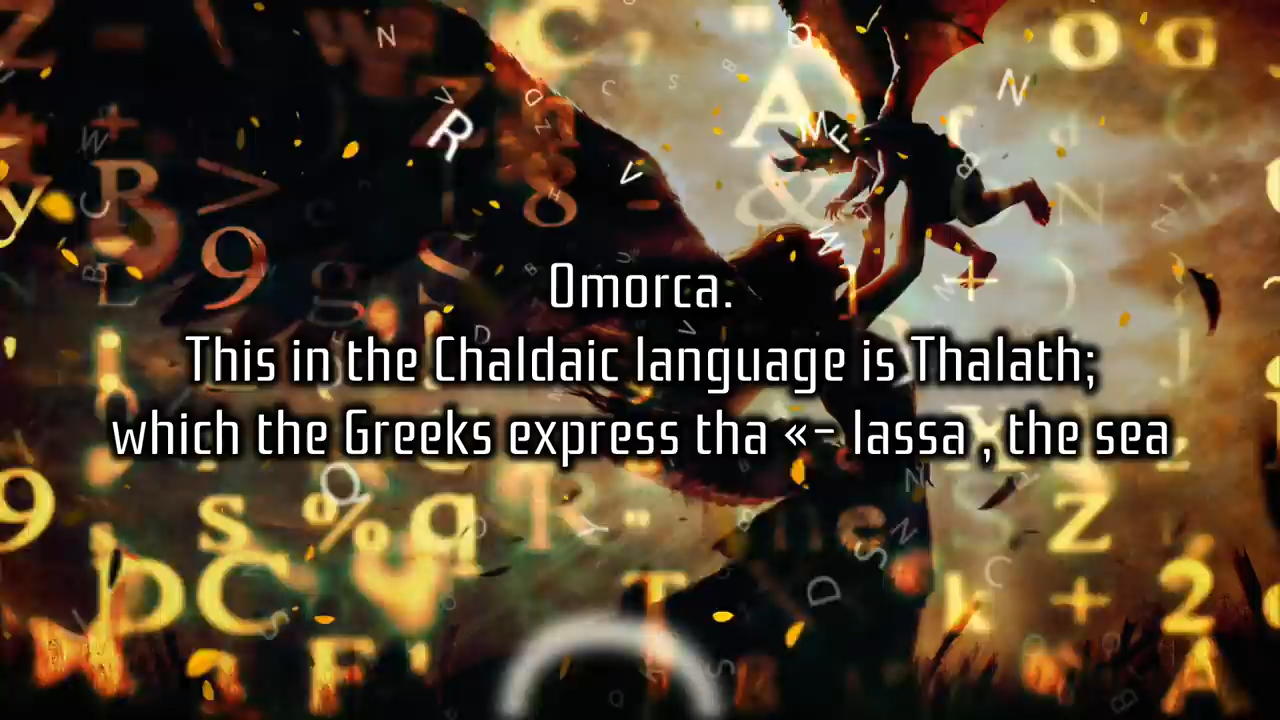 Omorca.
This in the Chaldaic language is Thalath;
which the Greeks express tha «- lassa , the sea